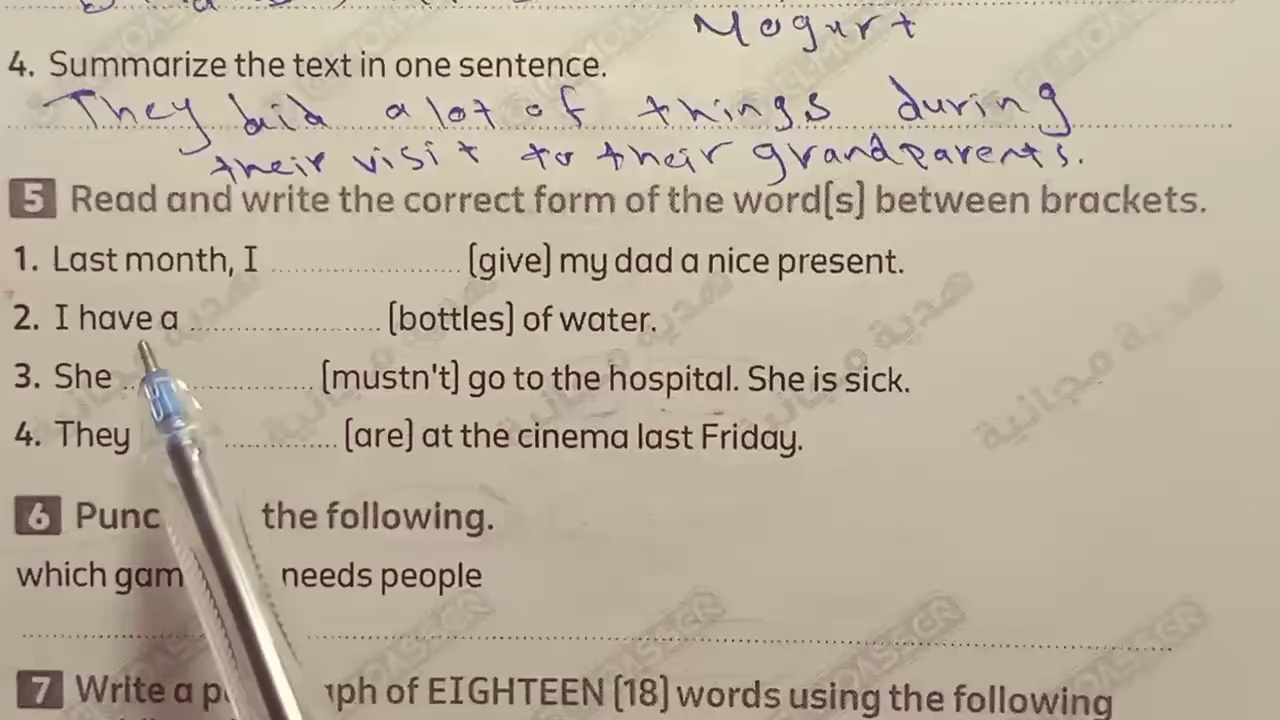 Mogurt
4. Summarize the text in one sentence.
They did a lot of things during
their visit to their grandparents.
5 Read and write the correct form of the word(s) between brackets.
1. Last month, I .................... (give) my dad a nice present.
2. I have a .................... (bottles) of water.
3. She .................... (mustn't) go to the hospital. She is sick.
4. They .................... (are) at the cinema last Friday.
6 Punc the following.
which gam needs people
7 Write a p aph of EIGHTEEN (18) words using the following
هدية مجانية